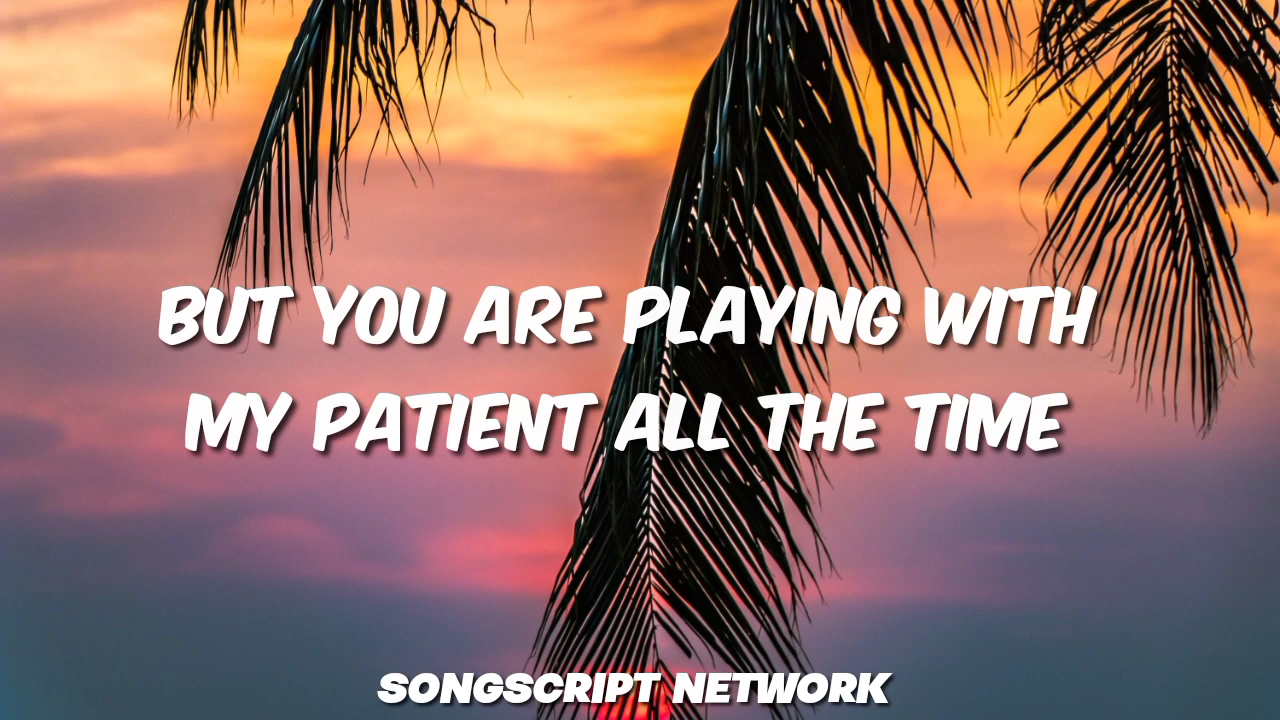 BUT YOU ARE PLAYING WITH
MY PATIENT ALL THE TIME
SONGSCRIPT NETWORK